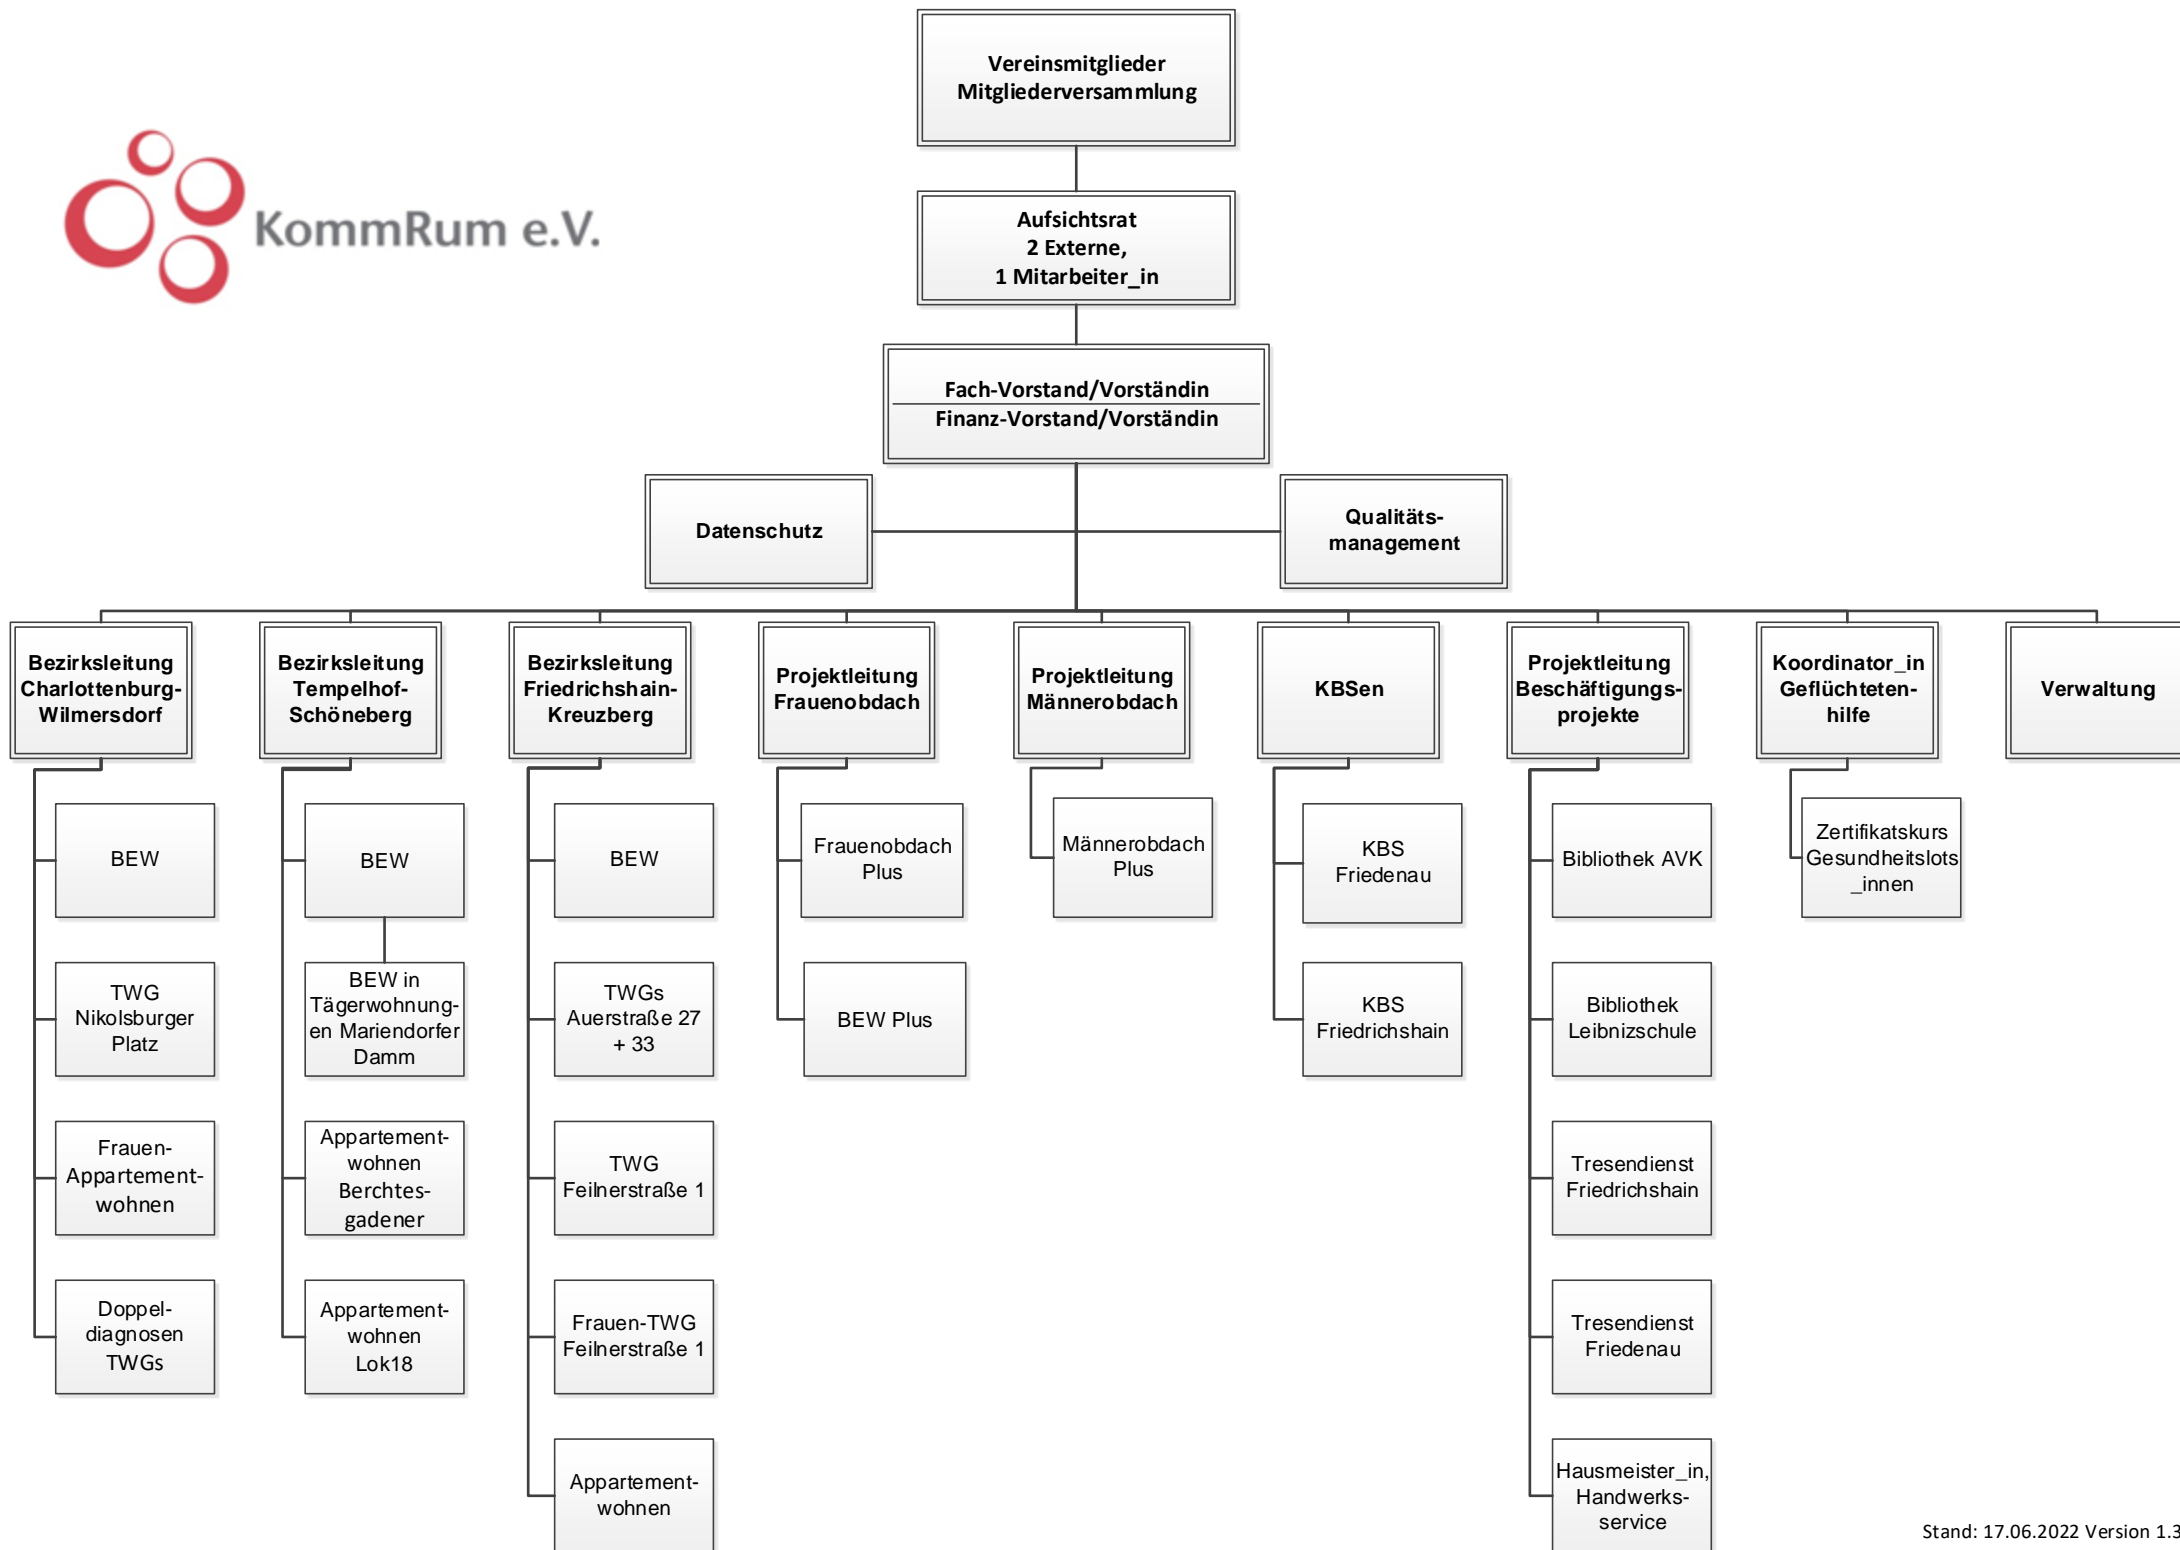 Vereinsmitglieder
Mitgliederversammlung
KommRum e.V.
Aufsichtsrat
2 Externe,
1 Mitarbeiter_in
Fach-Vorstand/Vorständin
Finanz-Vorstand/Vorständin
Datenschutz
Qualitäts-
management
Bezirksleitung
Charlottenburg-
Wilmersdorf
Bezirksleitung
Tempelhof-
Schöneberg
Bezirksleitung
Friedrichshain-
Kreuzberg
Projektleitung
Frauenobdach
Projektleitung
Männerobdach
KBSen
Projektleitung
Beschäftigungs-
projekte
Koordinator_in
Geflüchteten-
hilfe
Verwaltung
BEW
TWG
Nikolsburger
Platz
Frauen-
Appartement-
wohnen
Doppel-
diagnosen
TWGs
BEW
BEW in
Tägerwohnung-
en Mariendorfer
Damm
Appartement-
wohnen
Berchtes-
gadener
Appartement-
wohnen
Lok18
BEW
TWGs
Auerstraße 27
+ 33
TWG
Feilnerstraße 1
Frauen-TWG
Feilnerstraße 1
Appartement-
wohnen
Frauenobdach
Plus
BEW Plus
Männerobdach
Plus
KBS
Friedenau
KBS
Friedrichshain
Bibliothek AVK
Bibliothek
Leibnizschule
Tresendienst
Friedrichshain
Tresendienst
Friedenau
Hausmeister_in,
Handwerks-
service
Zertifikatskurs
Gesundheitslots
_innen
Stand: 17.06.2022 Version 1.3